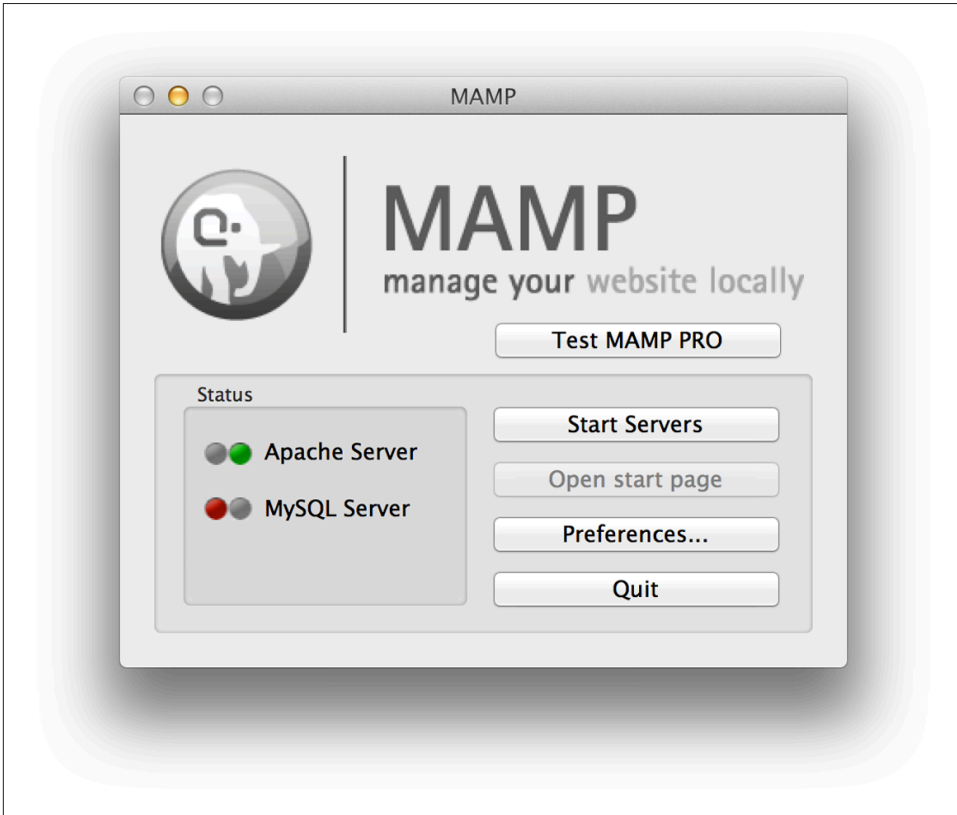 MAMP
MAMP
manage your website locally
Test MAMP PRO
Status
Apache Server
MySQL Server
Start Servers
Open start page
Preferences...
Quit